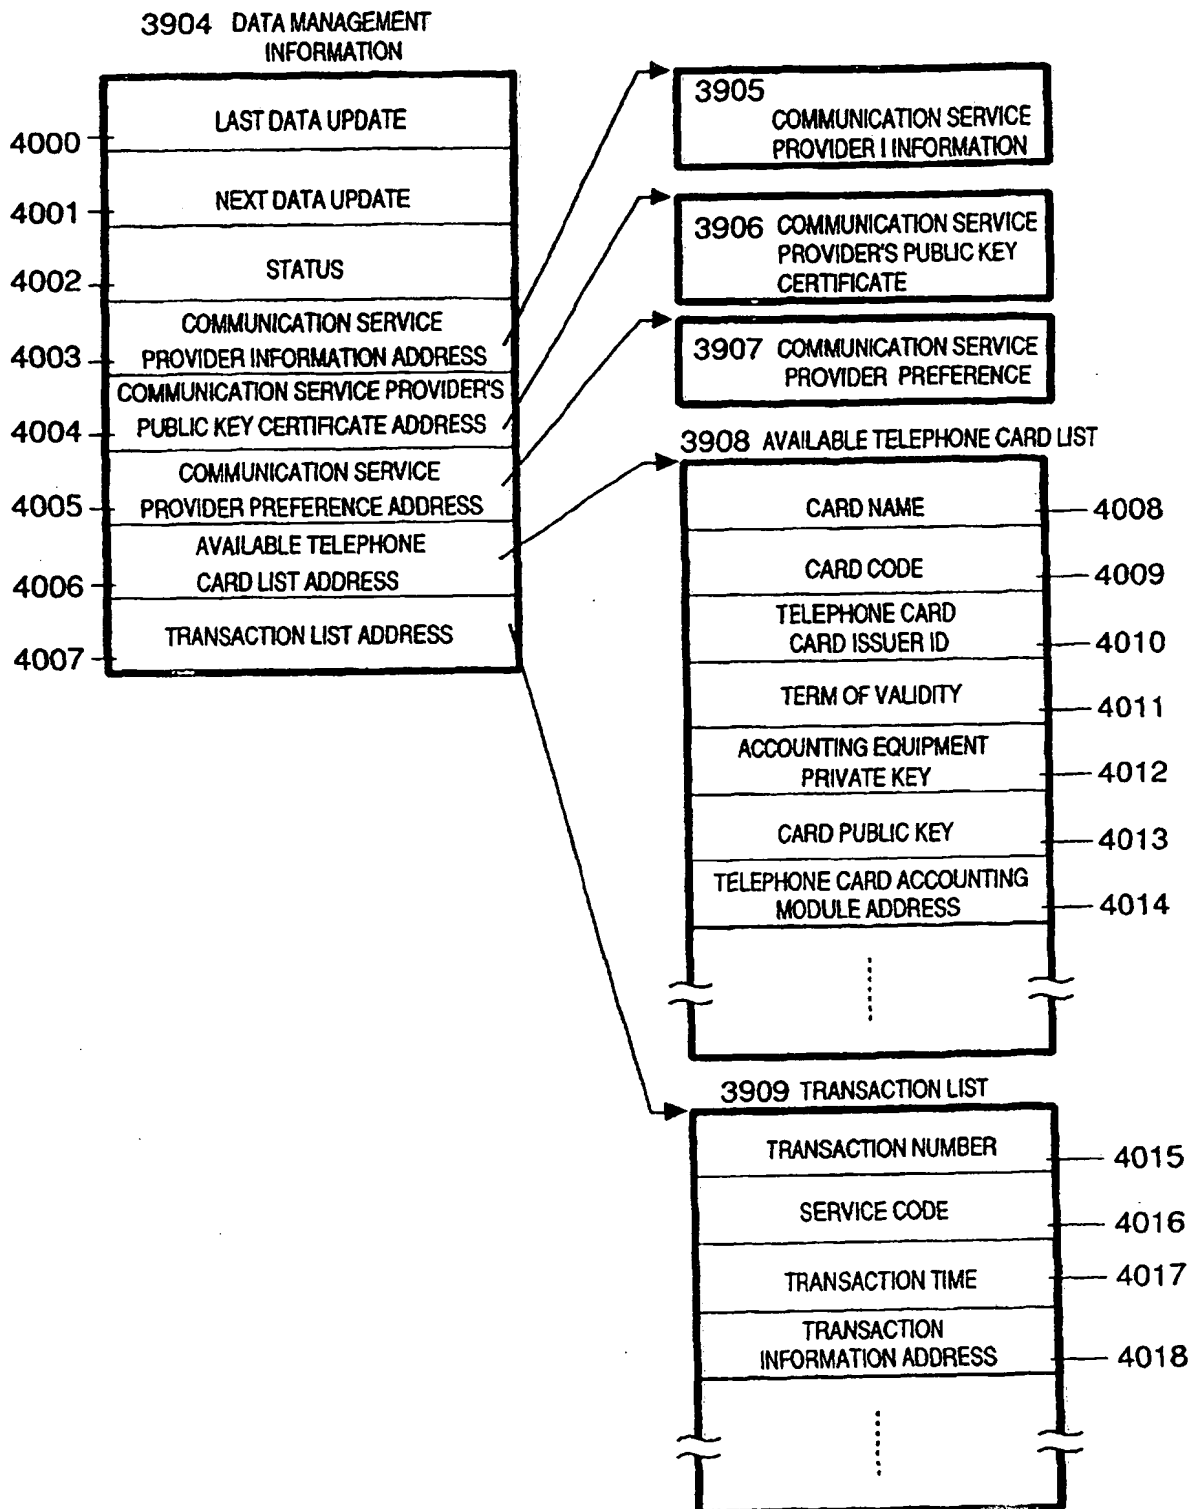 3904 DATA MANAGEMENT
INFORMATION
LAST DATA UPDATE
4000
NEXT DATA UPDATE
4001
STATUS
4002
COMMUNICATION SERVICE
PROVIDER INFORMATION ADDRESS
4003
COMMUNICATION SERVICE PROVIDER'S
PUBLIC KEY CERTIFICATE ADDRESS
4004
COMMUNICATION SERVICE
PROVIDER PREFERENCE ADDRESS
4005
AVAILABLE TELEPHONE
CARD LIST ADDRESS
4006
TRANSACTION LIST ADDRESS
4007
3905
COMMUNICATION SERVICE
PROVIDER I INFORMATION
3906 COMMUNICATION SERVICE
PROVIDER'S PUBLIC KEY
CERTIFICATE
3907 COMMUNICATION SERVICE
PROVIDER PREFERENCE
3908 AVAILABLE TELEPHONE CARD LIST
CARD NAME
4008
CARD CODE
4009
TELEPHONE CARD
CARD ISSUER ID
4010
TERM OF VALIDITY
4011
ACCOUNTING EQUIPMENT
PRIVATE KEY
4012
CARD PUBLIC KEY
4013
TELEPHONE CARD ACCOUNTING
MODULE ADDRESS
4014
3909 TRANSACTION LIST
TRANSACTION NUMBER
4015
SERVICE CODE
4016
TRANSACTION TIME
4017
TRANSACTION
INFORMATION ADDRESS
4018